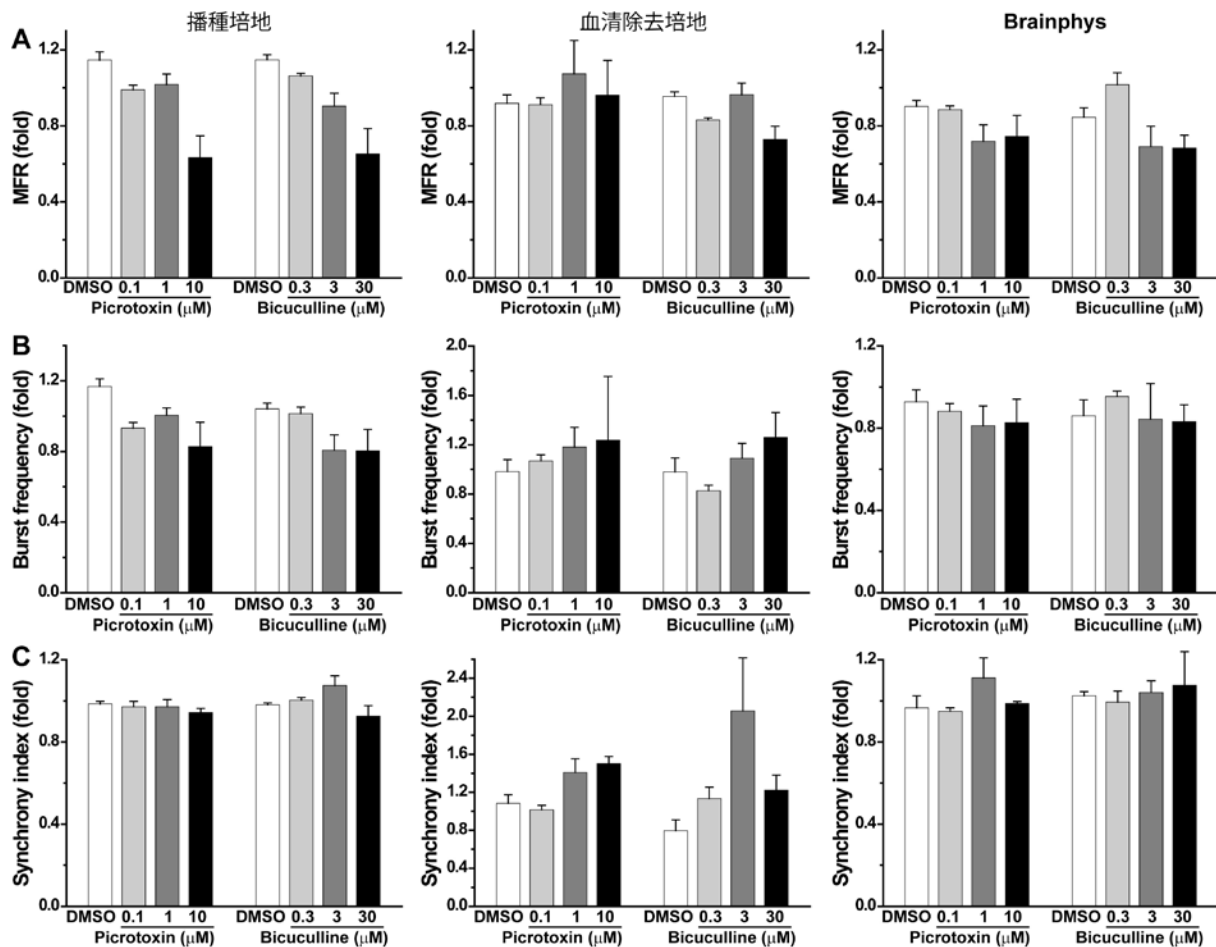 播種培地
血清除去培地
Brainphys
A
MFR (fold)
1.2
0.8
0.4
0.0
DMSO 0.1 1 10 DMSO 0.3 3 30
Picrotoxin (μM) Bicuculline (μM)
MFR (fold)
1.2
0.8
0.4
0.0
DMSO 0.1 1 10 DMSO 0.3 3 30
Picrotoxin (μM) Bicuculline (μM)
MFR (fold)
1.2
0.8
0.4
0.0
DMSO 0.1 1 10 DMSO 0.3 3 30
Picrotoxin (μM) Bicuculline (μM)
B
Burst frequency (fold)
1.2
0.8
0.4
0.0
DMSO 0.1 1 10 DMSO 0.3 3 30
Picrotoxin (μM) Bicuculline (μM)
Burst frequency (fold)
2.0
1.6
1.2
0.8
0.4
0.0
DMSO 0.1 1 10 DMSO 0.3 3 30
Picrotoxin (μM) Bicuculline (μM)
Burst frequency (fold)
1.2
0.8
0.4
0.0
DMSO 0.1 1 10 DMSO 0.3 3 30
Picrotoxin (μM) Bicuculline (μM)
C
Synchrony index (fold)
1.2
0.8
0.4
0.0
DMSO 0.1 1 10 DMSO 0.3 3 30
Picrotoxin (μM) Bicuculline (μM)
Synchrony index (fold)
2.4
2.0
1.6
1.2
0.8
0.4
0.0
DMSO 0.1 1 10 DMSO 0.3 3 30
Picrotoxin (μM) Bicuculline (μM)
Synchrony index (fold)
1.2
0.8
0.4
0.0
DMSO 0.1 1 10 DMSO 0.3 3 30
Picrotoxin (μM) Bicuculline (μM)